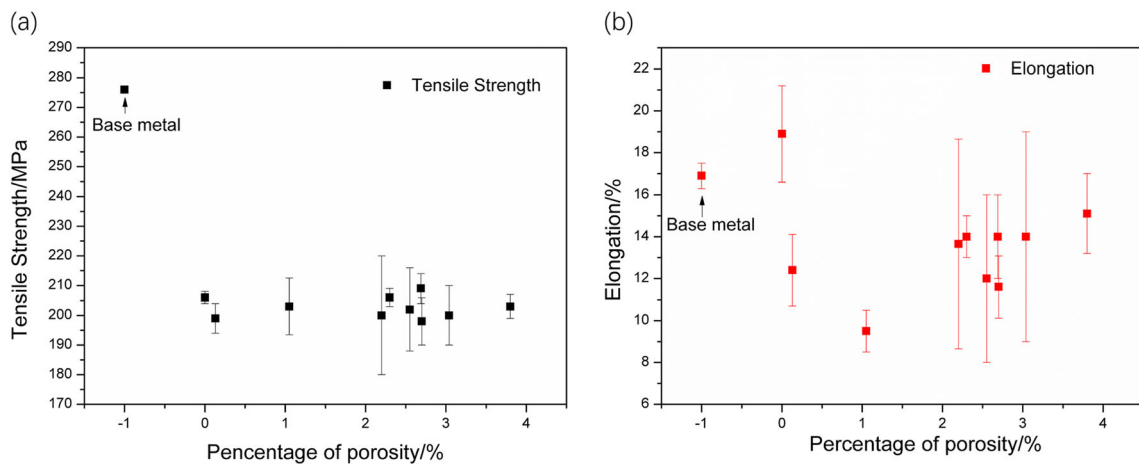 (a)
290
280
270
260
250
240
230
220
210
200
190
180
170
Tensile Strength/MPa
Tensile Strength
Base metal
-1 0 1 2 3 4
Pencentage of porosity/%
(b)
22
20
18
16
14
12
10
8
6
Elongation/%
Elongation
Base metal
-1 0 1 2 3 4
Percentage of porosity/%